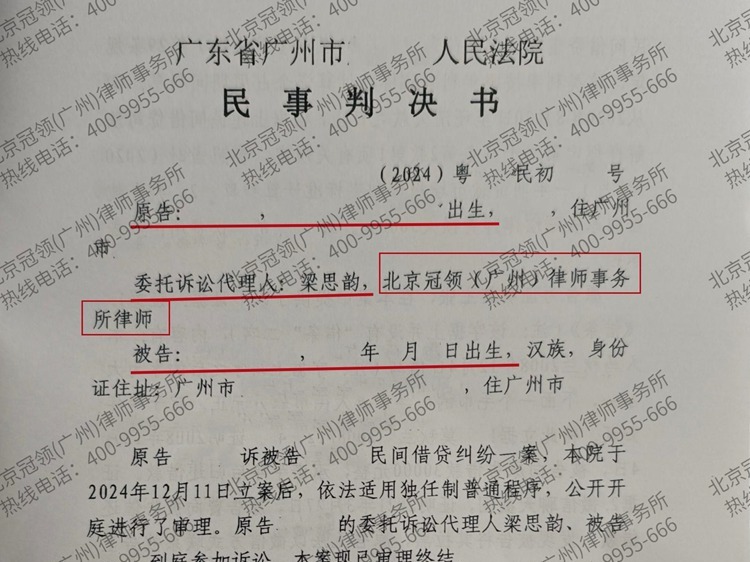 广东省广州市 人民法院
民事判决书
(2024)粤 民初 号
原告: , 出生, , 住广州
市
委托诉讼代理人:梁思韵,北京冠领(广州)律师事务
所律师
被告: , 年 月 日出生,汉族,身份
证住址:广州市 ,住广州市
原告 诉被告 民间借贷纠纷一案,本院于
2024年12月11日立案后,依法适用独任制普通程序,公开开
庭进行了审理。原告 的委托诉讼代理人梁思韵、被告
到庭参加诉讼。本案现已审理终结
北京冠领(广州)律师事务所
热线电话:400-9955-666